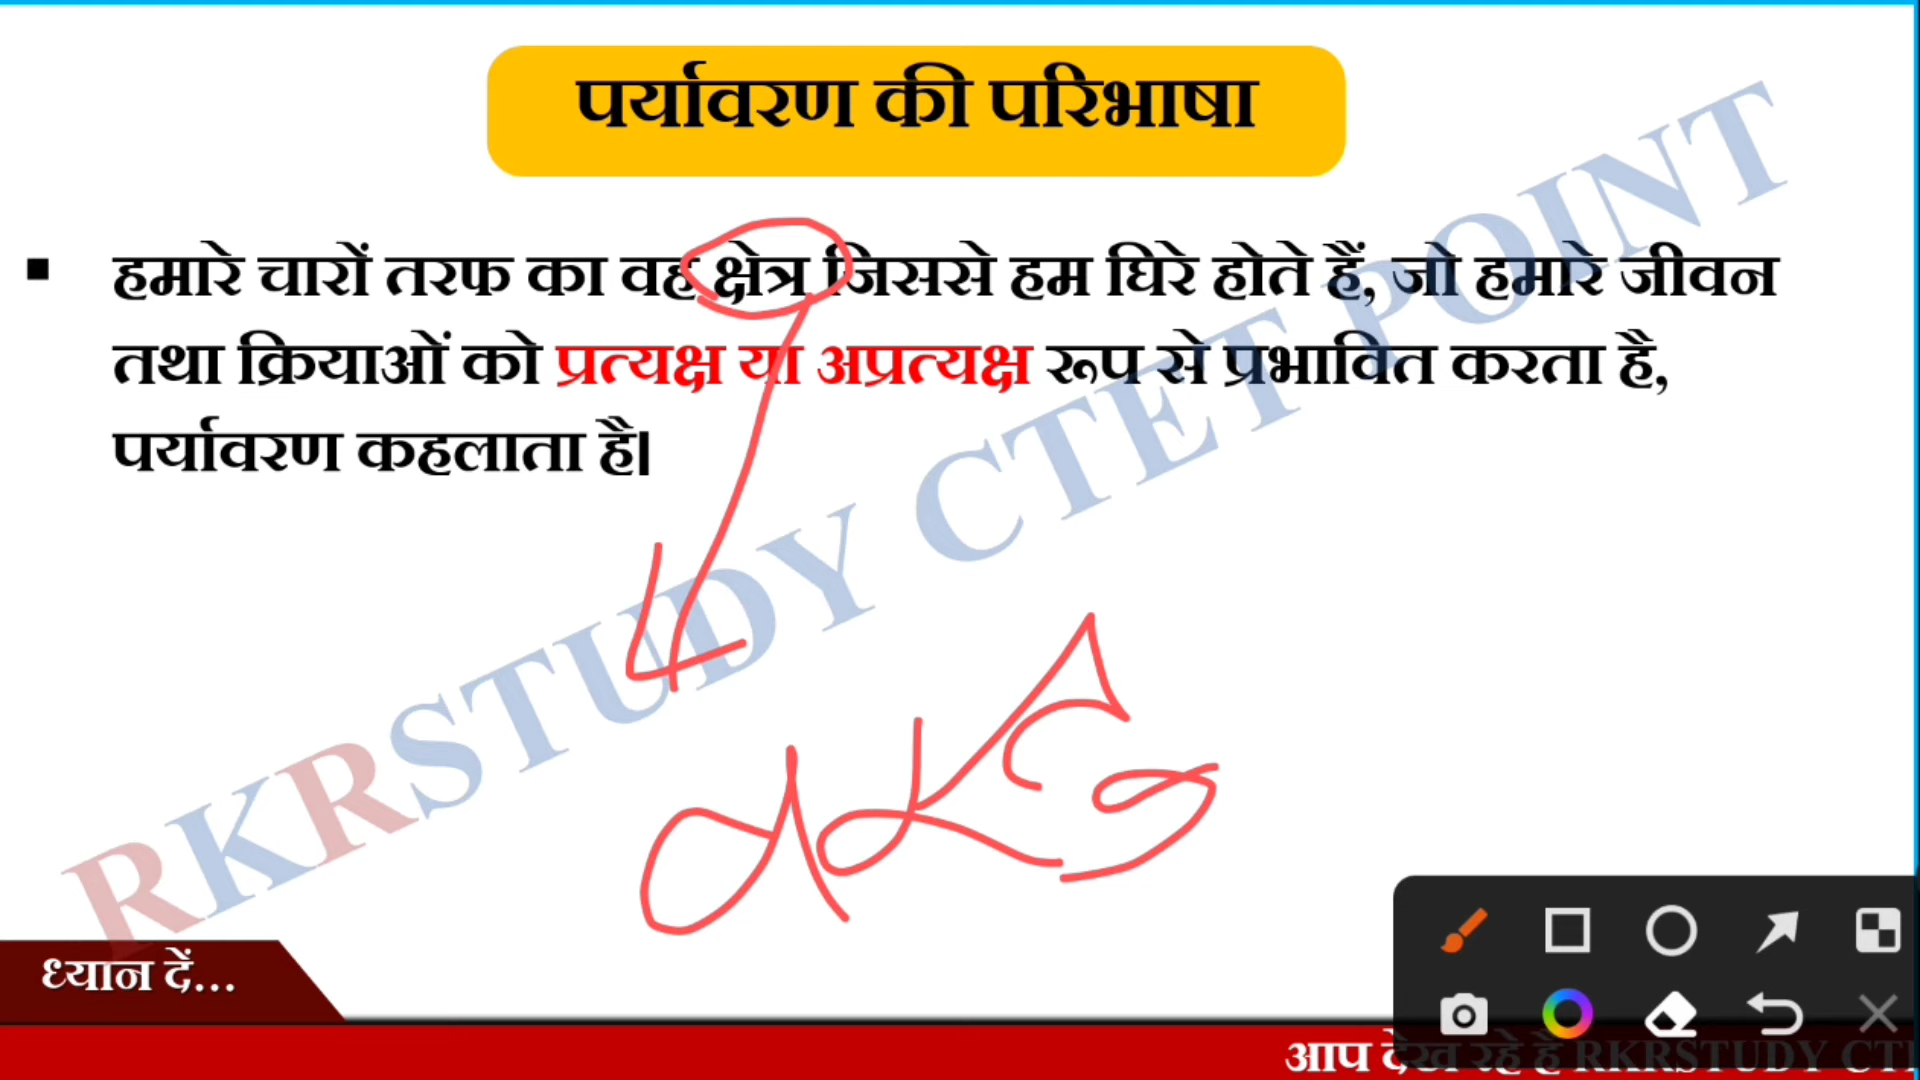 पर्यावरण की परिभाषा
▪ हमारे चारों तरफ का वह क्षेत्र जिससे हम घिरे होते हैं, जो हमारे जीवन
तथा क्रियाओं को प्रत्यक्ष या अप्रत्यक्ष रूप से प्रभावित करता है,
पर्यावरण कहलाता है।
RKRSTUDY CTET POINT
ध्यान दें...
आप देख रहे हैं RKRSTUDY